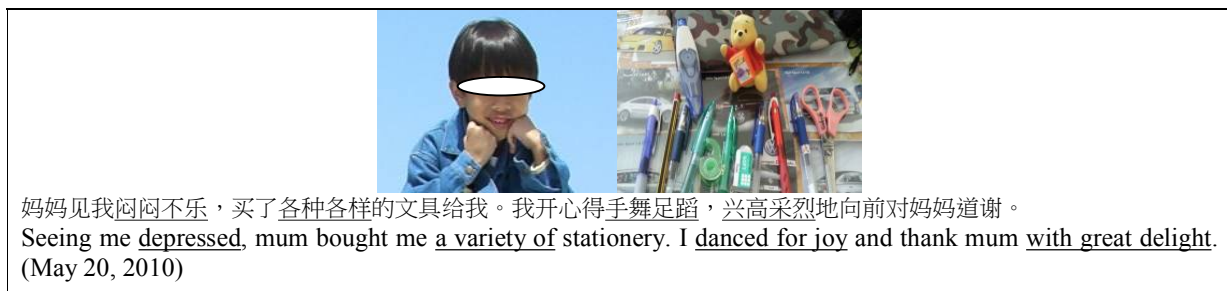 妈妈见我闷闷不乐，买了各种各样的文具给我。我开心得手舞足蹈，兴高采烈地向前对妈妈道谢。
Seeing me depressed, mum bought me a variety of stationery. I danced for joy and thank mum with great delight.
(May 20, 2010)